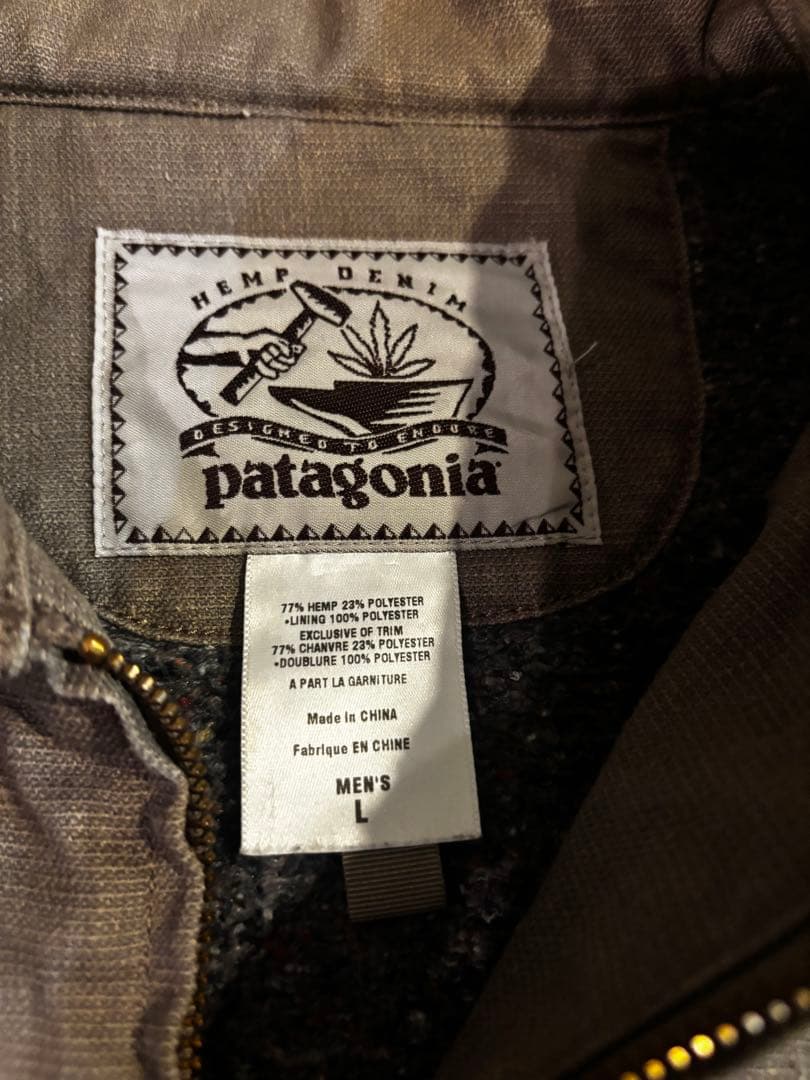 HEMP DENIM
DESIGNED TO ENDURE
patagonia
77% HEMP 23% POLYESTER
•LINING 100% POLYESTER
EXCLUSIVE OF TRIM
77% CHANVRE 23% POLYESTER
•DOUBLURE 100% POLYESTER
A PART LA GARNITURE
Made in CHINA
Fabrique EN CHINE
MEN'S
L